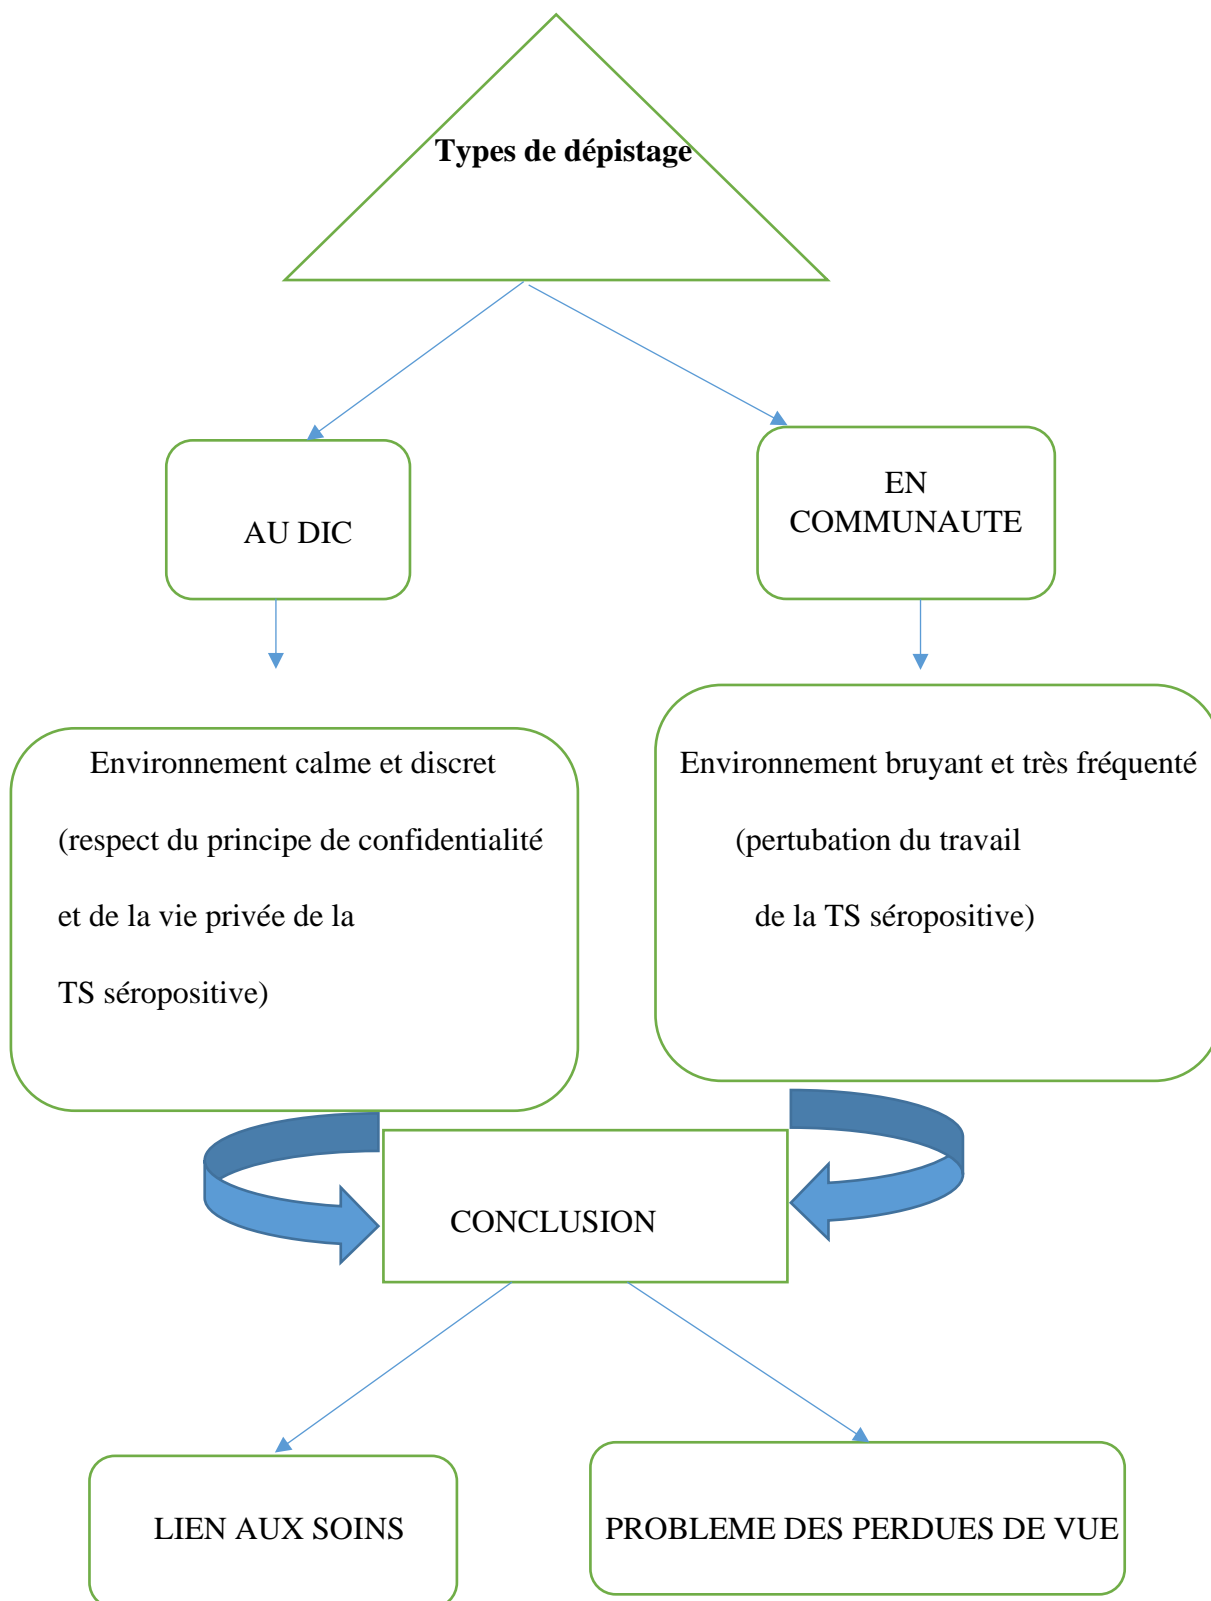 Types de dépistage
AU DIC
EN
COMMUNAUTE
Environnement calme et discret
(respect du principe de confidentialité
et de la vie privée de la
TS séropositive)
Environnement bruyant et très fréquenté
(pertubation du travail
de la TS séropositive)
CONCLUSION
LIEN AUX SOINS
PROBLEME DES PERDUES DE VUE